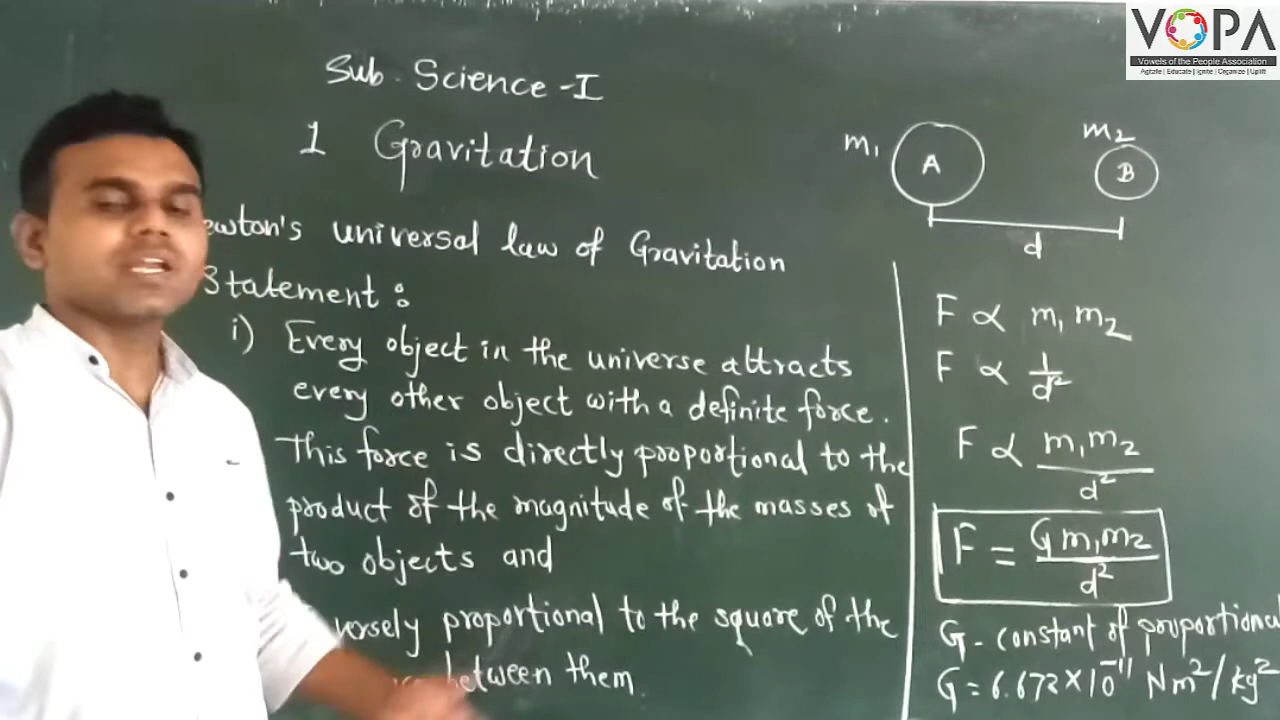 VOPA
Vowels of the People Association
Agitate | Educate | Ignite | Organize | Uplift
Sub. Science-I
1 Gravitation
ewton's universal law of Gravitation
Statement :
i) Every object in the universe attracts
every other object with a definite force.
This force is directly proportional to the
product of the magnitude of the masses of
two objects and
versely proportional to the square of the
between them.
m₁ A m₂ B
d
F ∝ m₁ m₂
F ∝ 1/d²
F ∝ m₁m₂/d²
F = G m₁m₂/d²
G - constant of proportional
G = 6.672 × 10⁻¹¹ Nm²/kg²